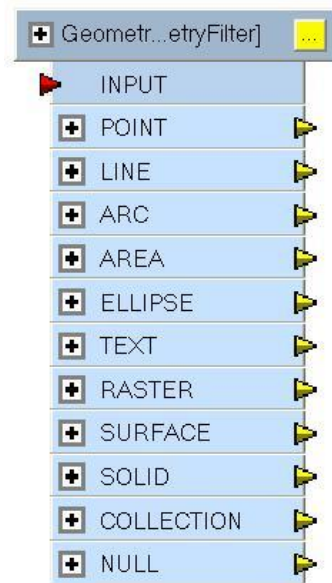 Geometr...etryFilter] ...
INPUT
POINT
LINE
ARC
AREA
ELLIPSE
TEXT
RASTER
SURFACE
SOLID
COLLECTION
NULL